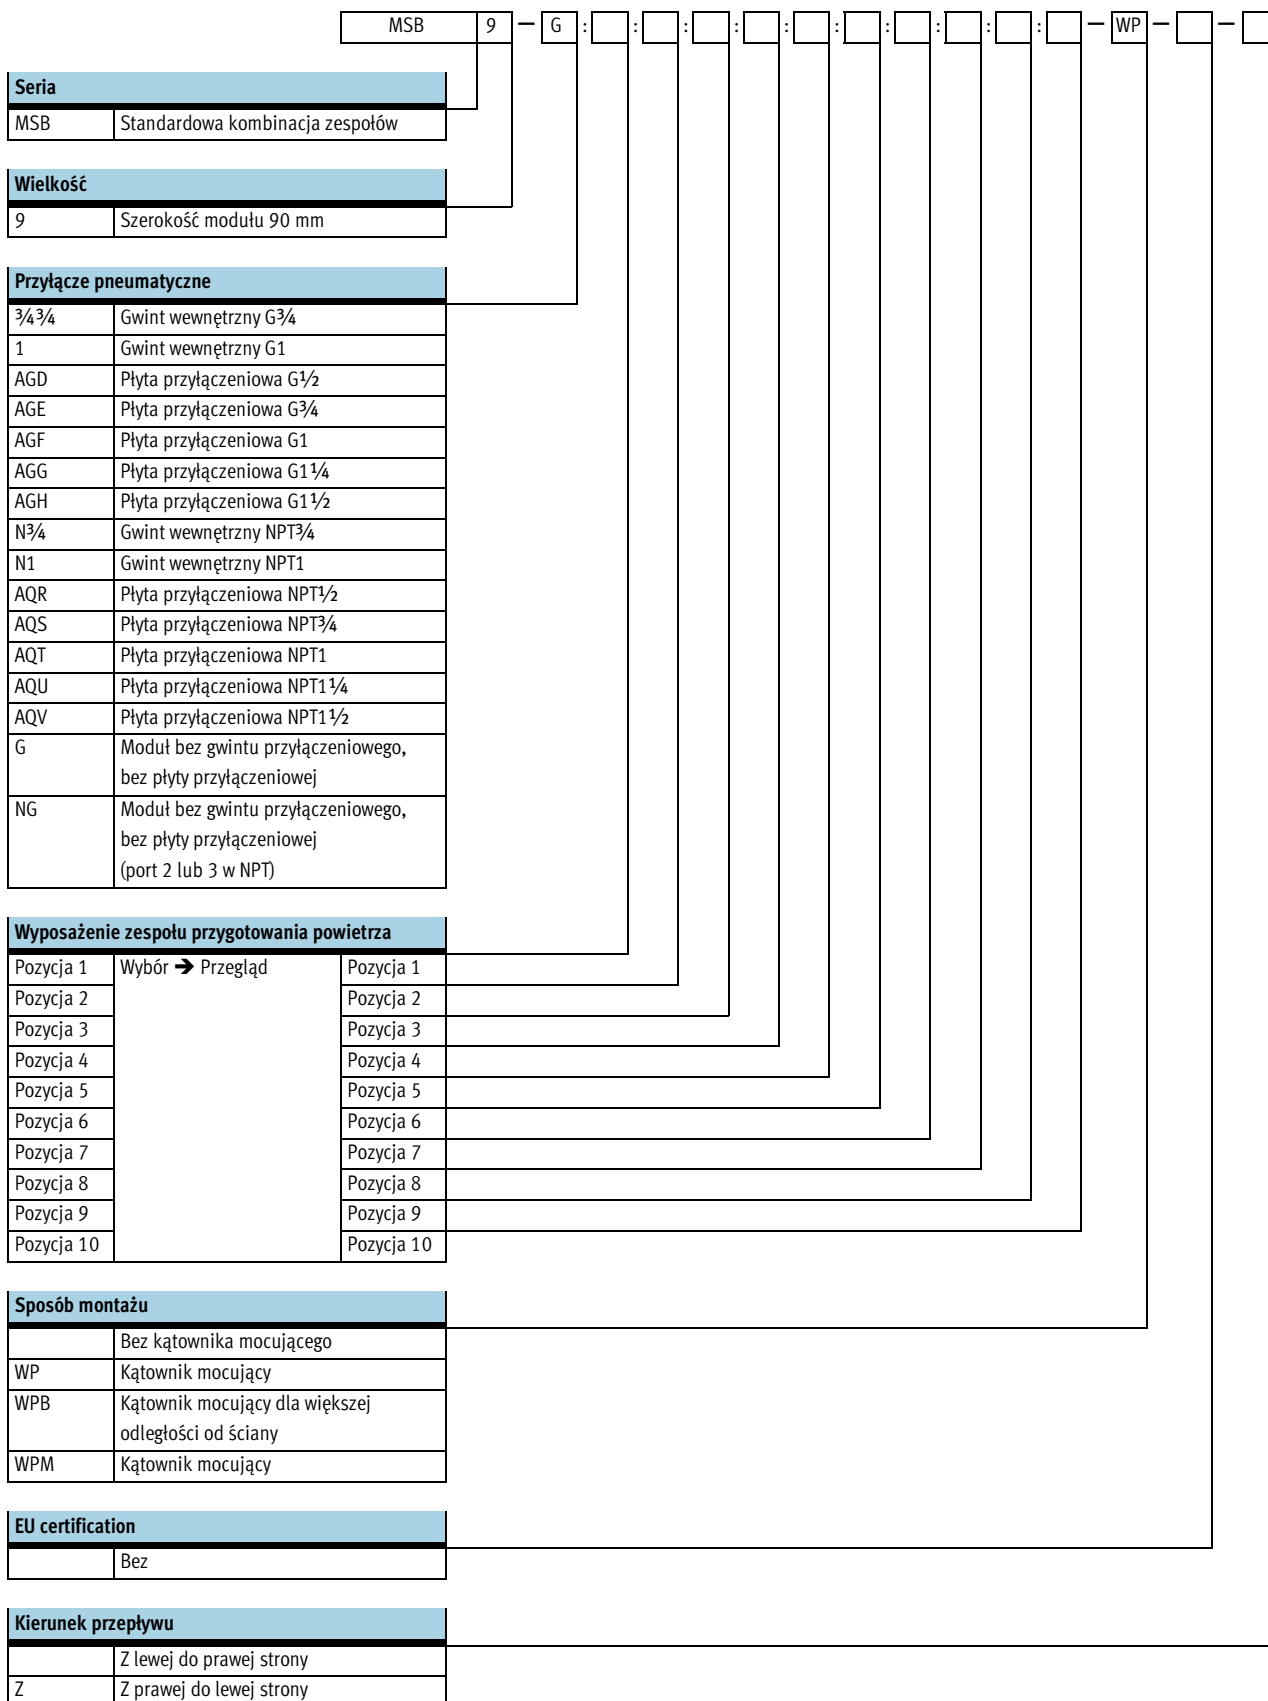 MSB 9 – G : : : : : : : : : : – WP – –
Seria
MSB Standardowa kombinacja zespołów
Wielkość
9 Szerokość modułu 90 mm
Przyłącze pneumatyczne
¾¾ Gwint wewnętrzny G¾
1 Gwint wewnętrzny G1
AGD Płyta przyłączeniowa G½
AGE Płyta przyłączeniowa G¾
AGF Płyta przyłączeniowa G1
AGG Płyta przyłączeniowa G1¼
AGH Płyta przyłączeniowa G1½
N¾ Gwint wewnętrzny NPT¾
N1 Gwint wewnętrzny NPT1
AQR Płyta przyłączeniowa NPT½
AQS Płyta przyłączeniowa NPT¾
AQT Płyta przyłączeniowa NPT1
AQU Płyta przyłączeniowa NPT1¼
AQV Płyta przyłączeniowa NPT1½
G Moduł bez gwintu przyłączeniowego,
bez płyty przyłączeniowej
NG Moduł bez gwintu przyłączeniowego,
bez płyty przyłączeniowej
(port 2 lub 3 w NPT)
Wyposażenie zespołu przygotowania powietrza
Pozycja 1 Wybór ➔ Przegląd Pozycja 1
Pozycja 2 Pozycja 2
Pozycja 3 Pozycja 3
Pozycja 4 Pozycja 4
Pozycja 5 Pozycja 5
Pozycja 6 Pozycja 6
Pozycja 7 Pozycja 7
Pozycja 8 Pozycja 8
Pozycja 9 Pozycja 9
Pozycja 10 Pozycja 10
Sposób montażu
Bez kątownika mocującego
WP Kątownik mocujący
WPB Kątownik mocujący dla większej
odległości od ściany
WPM Kątownik mocujący
EU certification
Bez
Kierunek przepływu
Z lewej do prawej strony
Z Z prawej do lewej strony